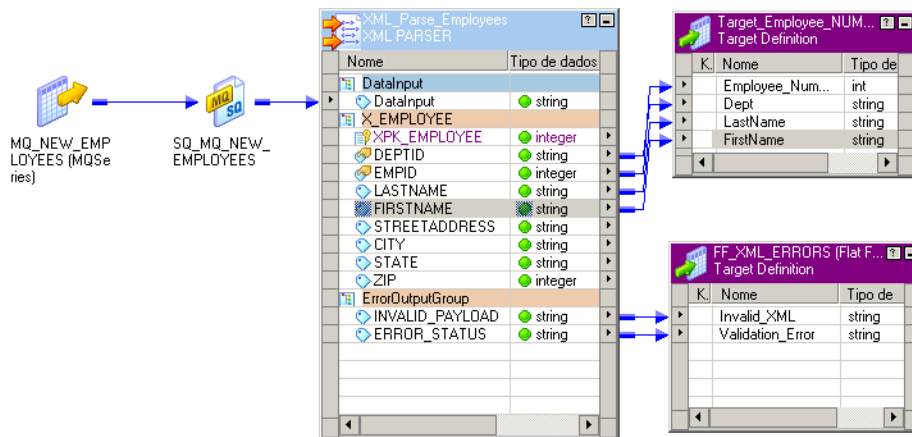 MQ_NEW_EMP
LOYEES (MQSe
ries)
MQ
SQ
SQ_MQ_NEW_
EMPLOYEES
XML_Parse_Employees
XML PARSER
Nome Tipo de dados
DataInput
DataInput string
X_EMPLOYEE
XPK_EMPLOYEE integer
DEPTID string
EMPID integer
LASTNAME string
FIRSTNAME string
STREETADDRESS string
CITY string
STATE string
ZIP integer
ErrorOutputGroup
INVALID_PAYLOAD string
ERROR_STATUS string
Target_Employee_NUM...
Target Definition
K. Nome Tipo de
Employee_Num... int
Dept string
LastName string
FirstName string
FF_XML_ERRORS (Flat F...
Target Definition
K. Nome Tipo de
Invalid_XML string
Validation_Error string